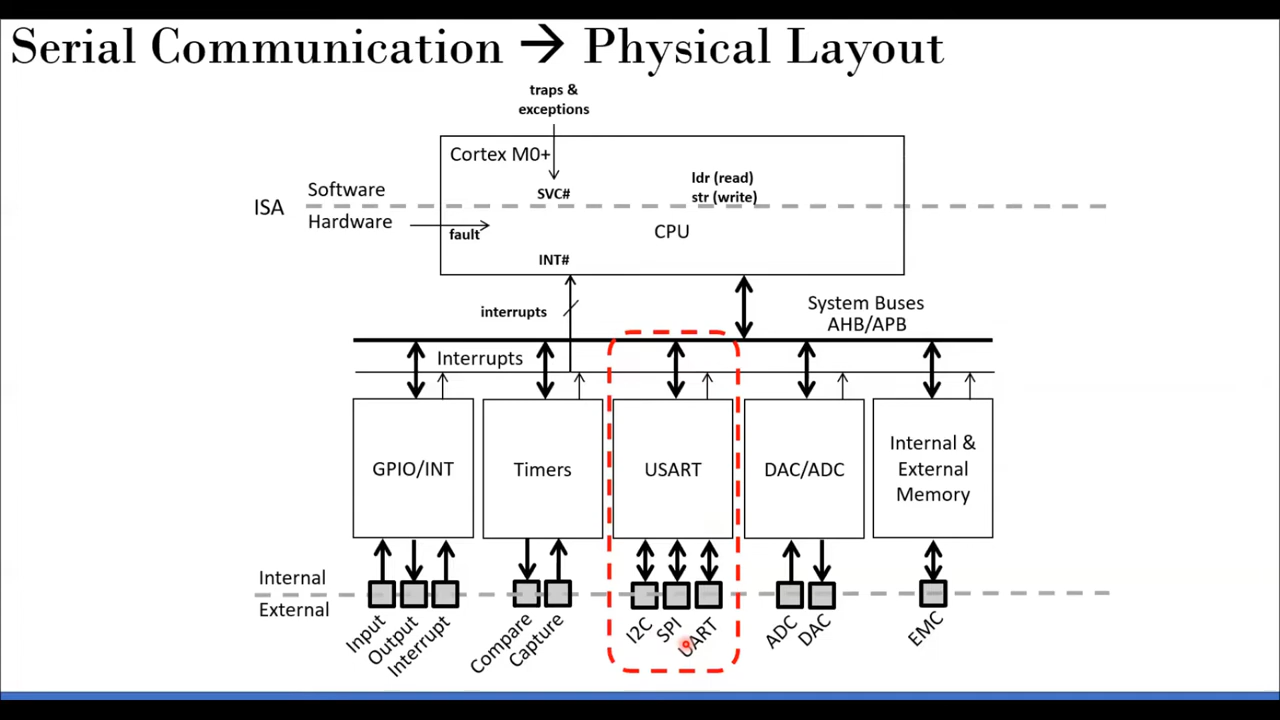 Serial Communication → Physical Layout
traps &
exceptions
Cortex M0+
SVC#
ldr (read)
str (write)
ISA
Software
Hardware
fault
CPU
INT#
interrupts
System Buses
AHB/APB
Interrupts
GPIO/INT
Timers
USART
DAC/ADC
Internal &
External
Memory
Internal
External
Input
Output
Interrupt
Compare
Capture
I2C
SPI
UART
ADC
DAC
EMC